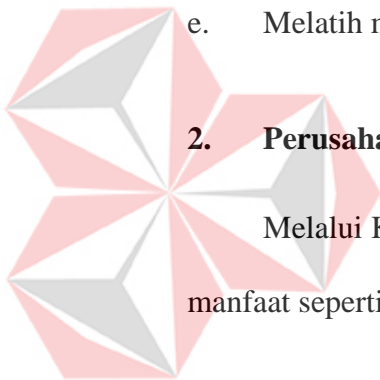 e. Melatih
2. Perusaha
Melalui
manfaat seperti